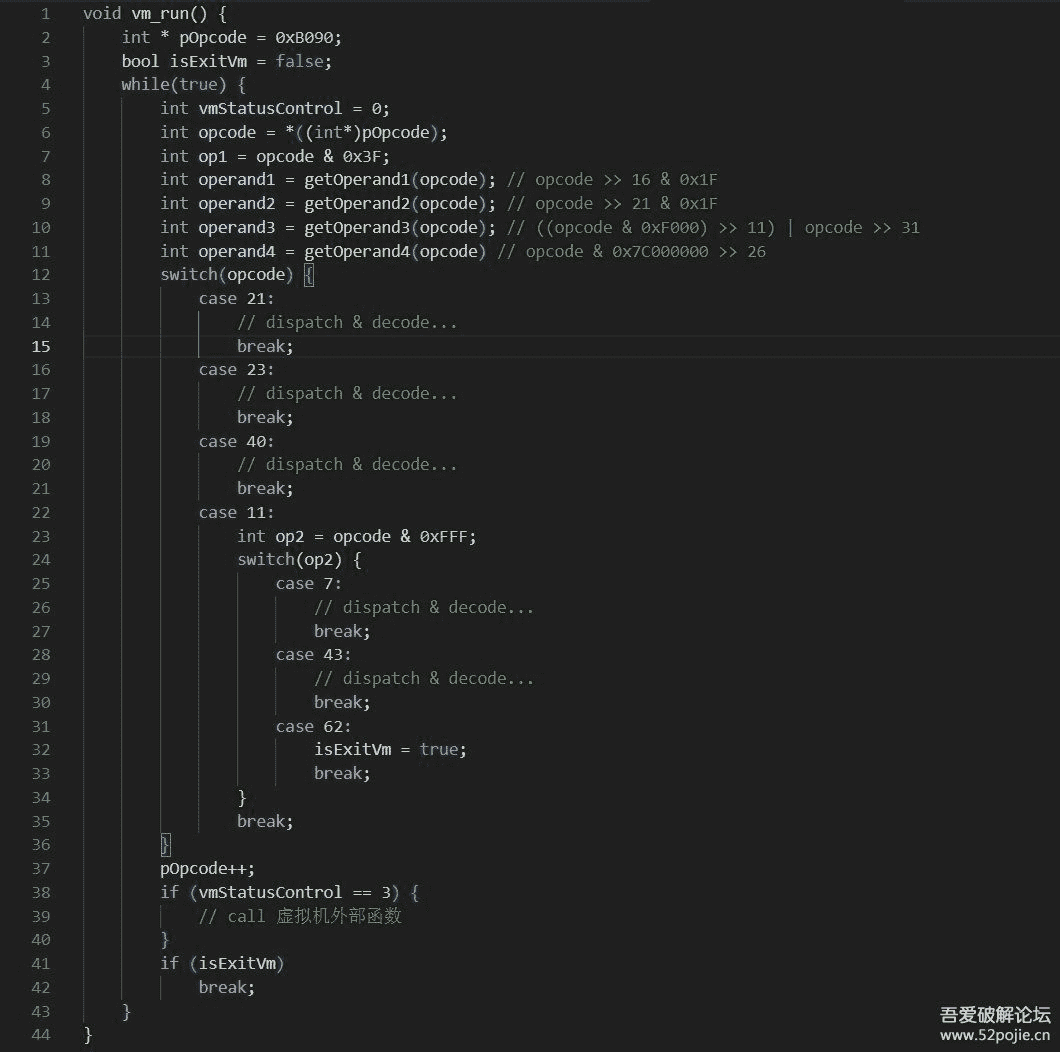 1 void vm_run() {
2 int * pOpcode = 0xB090;
3 bool isExitVm = false;
4 while(true) {
5 int vmStatusControl = 0;
6 int opcode = *((int*)pOpcode);
7 int op1 = opcode & 0x3F;
8 int operand1 = getOperand1(opcode); // opcode >> 16 & 0x1F
9 int operand2 = getOperand2(opcode); // opcode >> 21 & 0x1F
10 int operand3 = getOperand3(opcode); // ((opcode & 0xF000) >> 11) | opcode >> 31
11 int operand4 = getOperand4(opcode) // opcode & 0x7C000000 >> 26
12 switch(opcode) {
13 case 21:
14 // dispatch & decode...
15 break;
16 case 23:
17 // dispatch & decode...
18 break;
19 case 40:
20 // dispatch & decode...
21 break;
22 case 11:
23 int op2 = opcode & 0xFFF;
24 switch(op2) {
25 case 7:
26 // dispatch & decode...
27 break;
28 case 43:
29 // dispatch & decode...
30 break;
31 case 62:
32 isExitVm = true;
33 break;
34 }
35 break;
36 }
37 pOpcode++;
38 if (vmStatusControl == 3) {
39 // call 虚拟机外部函数
40 }
41 if (isExitVm)
42 break;
43 }
44 }
吾爱破解论坛
www.52pojie.cn